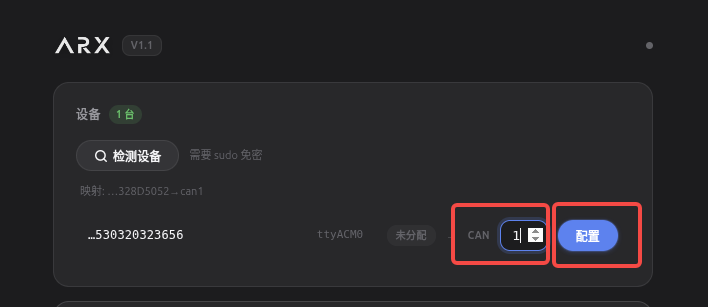 ARX V1.1
设备 1 台
检测设备 需要 sudo 免密
映射: …328D5052→can1
…530320323656 ttyACM0 未分配 CAN 1 配置